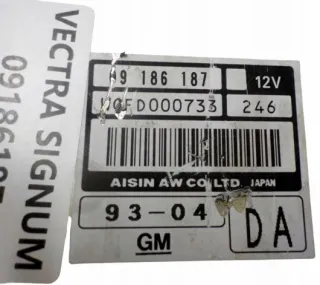 VECTRA SIGNUM
09186187
09 186 187 12V
246
AISIN AW CO., LTD JAPAN
93-04
GM
DA